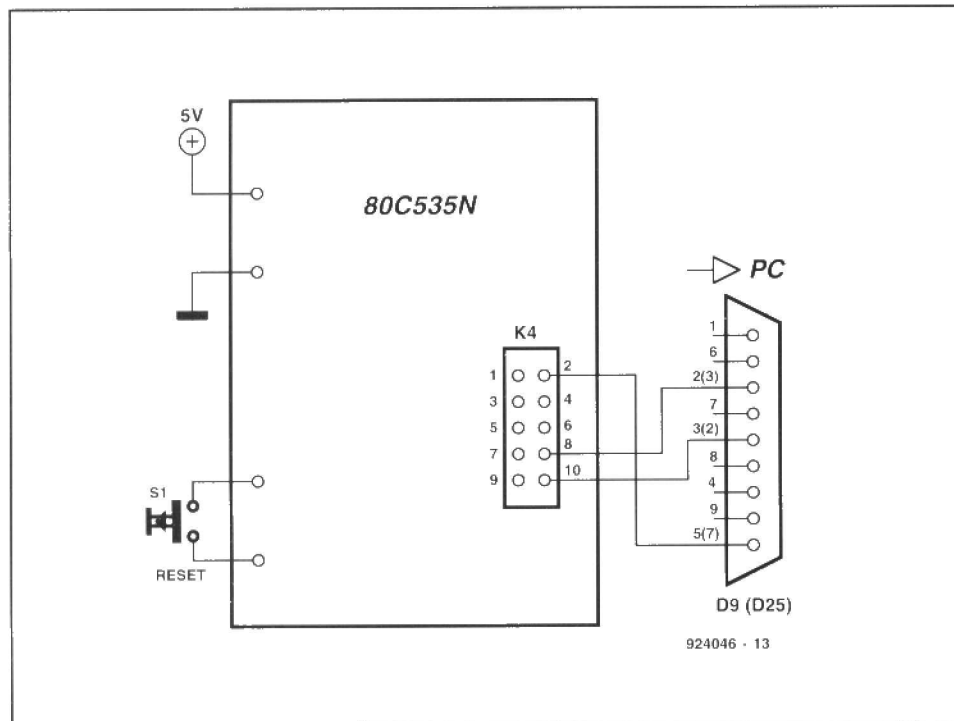 5V
80C535N
PC
K4
1 2
3 4
5 6
7 8
9 10
S1
RESET
1
6
2(3)
7
3(2)
8
4
9
5(7)
D9 (D25)
924046 - 13